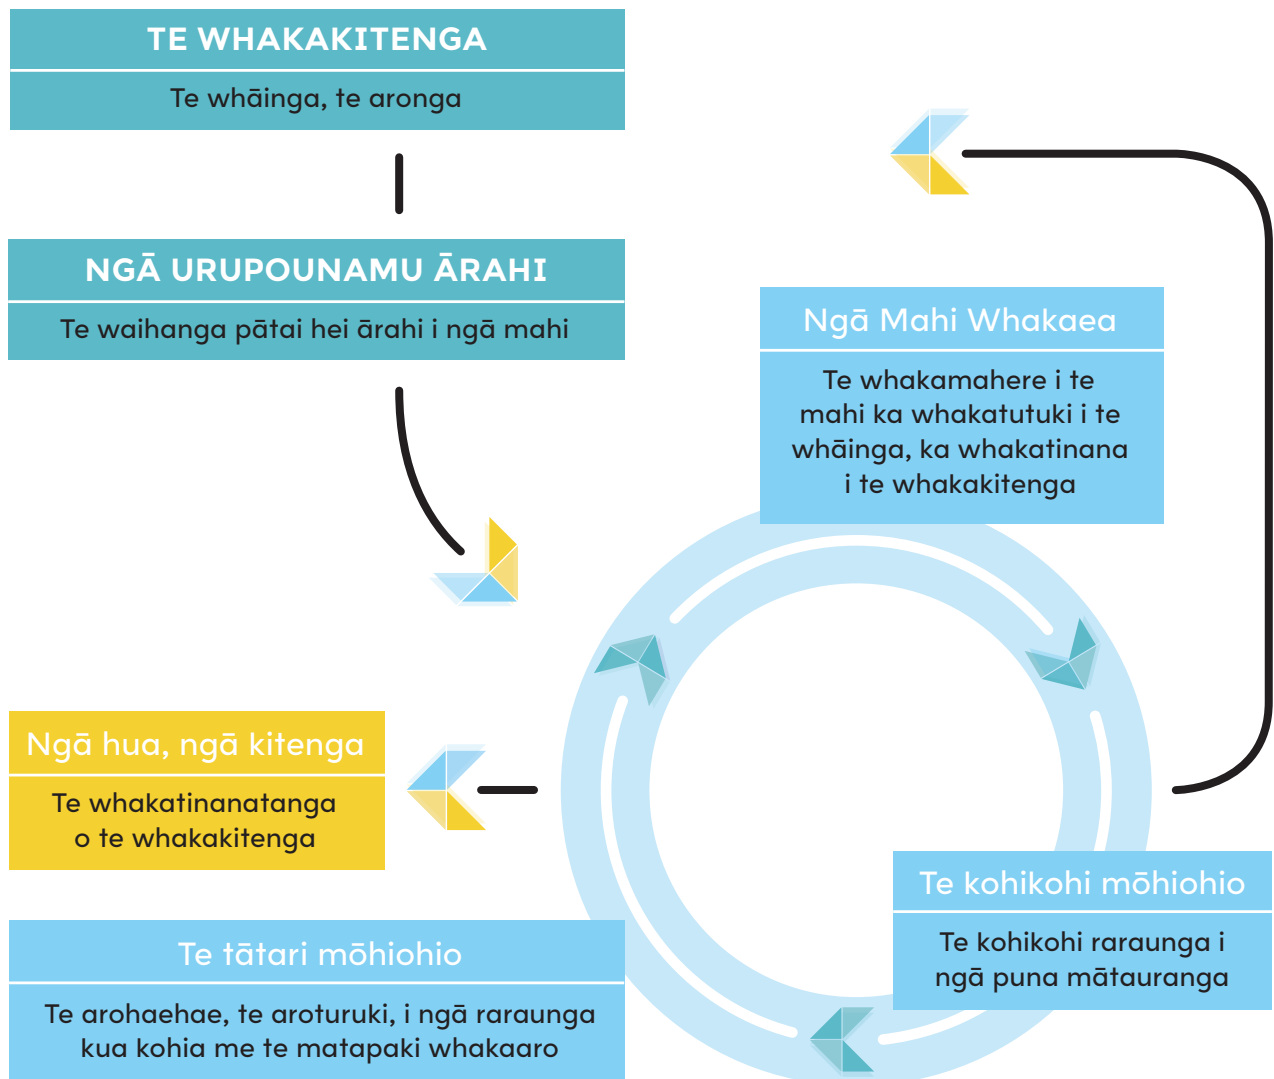 TE WHAKAKITENGA
Te whāinga, te aronga
NGĀ URUPOUNAMU ĀRAHI
Te waihanga pātai hei ārahi i ngā mahi
Ngā Mahi Whakaea
Te whakamahere i te
mahi ka whakatutuki i te
whāinga, ka whakatinana
i te whakakitenga
Te kohikohi mōhiohio
Te kohikohi raraunga i
ngā puna mātauranga
Te tātari mōhiohio
Te arohaehae, te aroturuki, i ngā raraunga
kua kohia me te matapaki whakaaro
Ngā hua, ngā kitenga
Te whakatinanatanga
o te whakakitenga